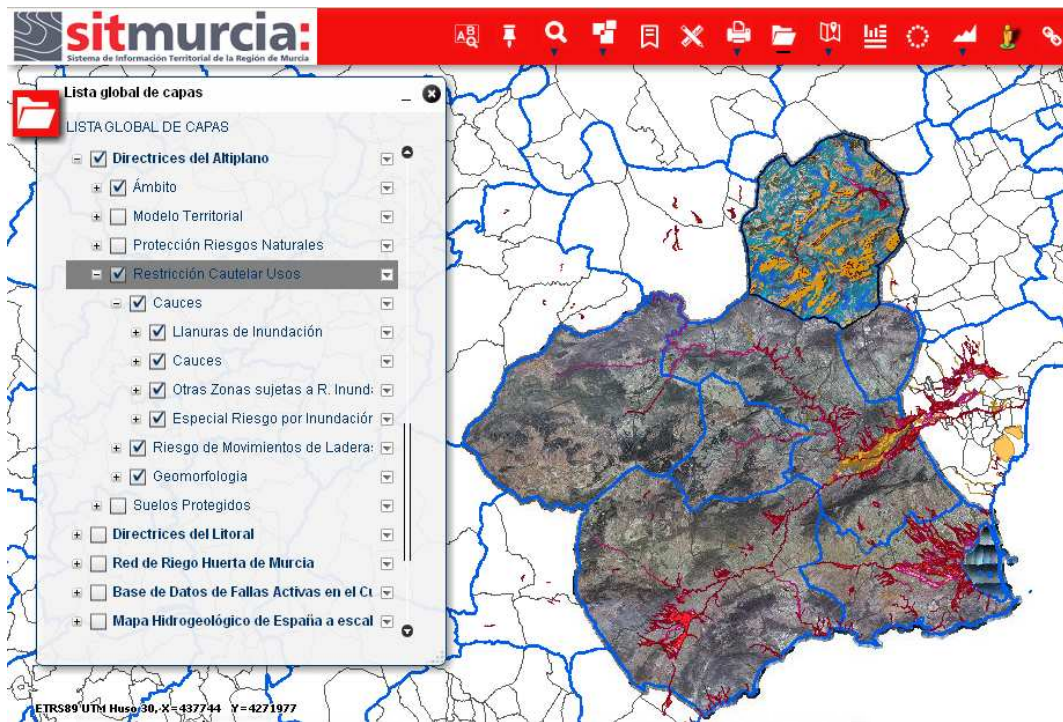 sitmurcia:
Sistema de Información Territorial de la Región de Murcia
Lista global de capas
LISTA GLOBAL DE CAPAS
Directrices del Altiplano
Ámbito
Modelo Territorial
Protección Riesgos Naturales
Restricción Cautelar Usos
Cauces
Llanuras de Inundación
Cauces
Otras Zonas sujetas a R. Inund
Especial Riesgo por Inundación
Riesgo de Movimientos de Ladera
Geomorfologia
Suelos Protegidos
Directrices del Litoral
Red de Riego Huerta de Murcia
Base de Datos de Fallas Activas en el Cu
Mapa Hidrogeológico de España a escal
ETRS89 UTM Huso 30, X=437744 Y=4271977